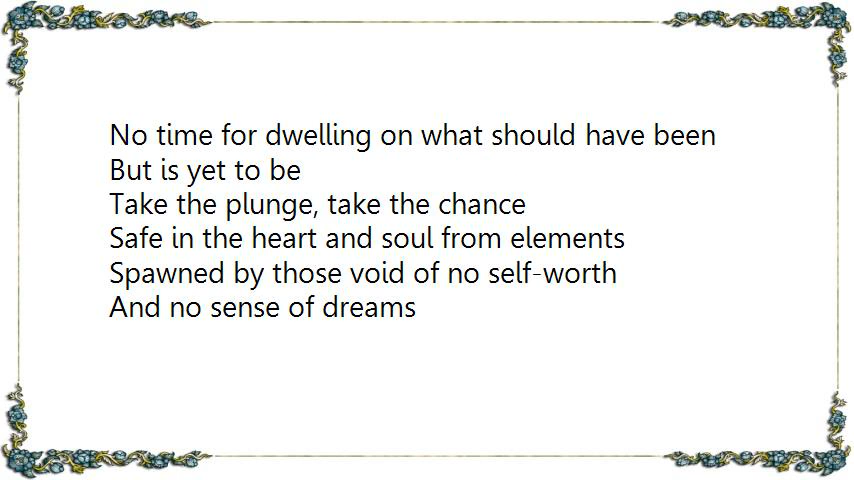 No time for dwelling on what should have been
But is yet to be
Take the plunge, take the chance
Safe in the heart and soul from elements
Spawned by those void of no self-worth
And no sense of dreams